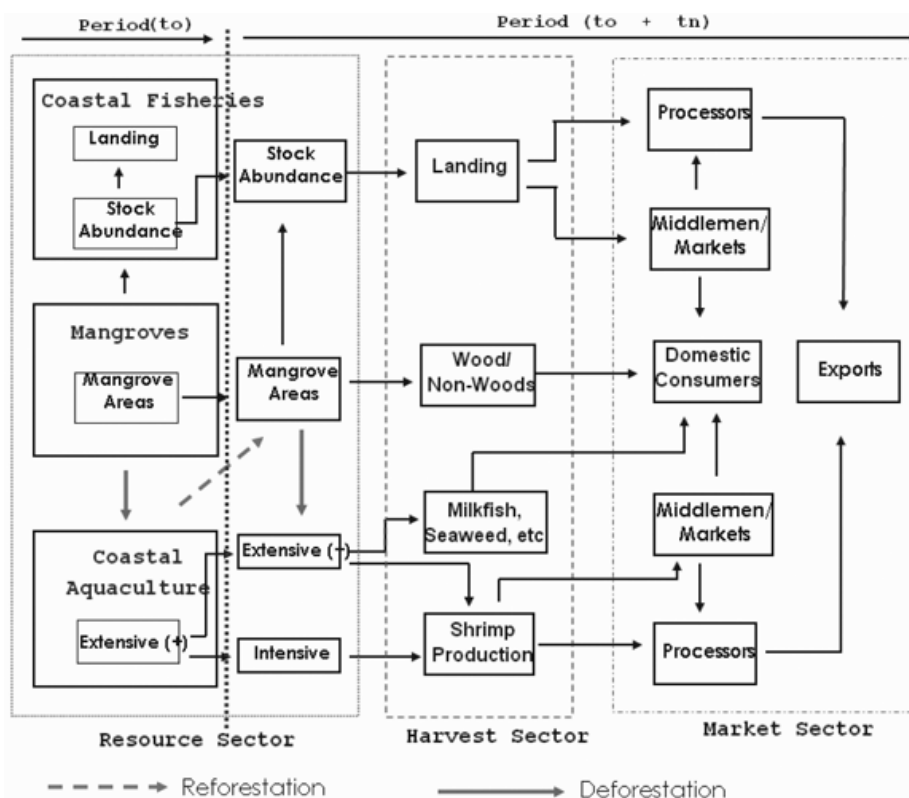 Period(to)
Period (to + tn)
Coastal Fisheries
Landing
Stock
Abundance
Stock
Abundance
Landing
Processors
Middlemen/
Markets
Mangroves
Mangrove
Areas
Mangrove
Areas
Wood/
Non-Woods
Domestic
Consumers
Exports
Coastal
Aquaculture
Extensive (+)
Extensive (+)
Intensive
Milkfish,
Seaweed, etc
Shrimp
Production
Middlemen/
Markets
Processors
Resource Sector
Harvest Sector
Market Sector
Reforestation
Deforestation